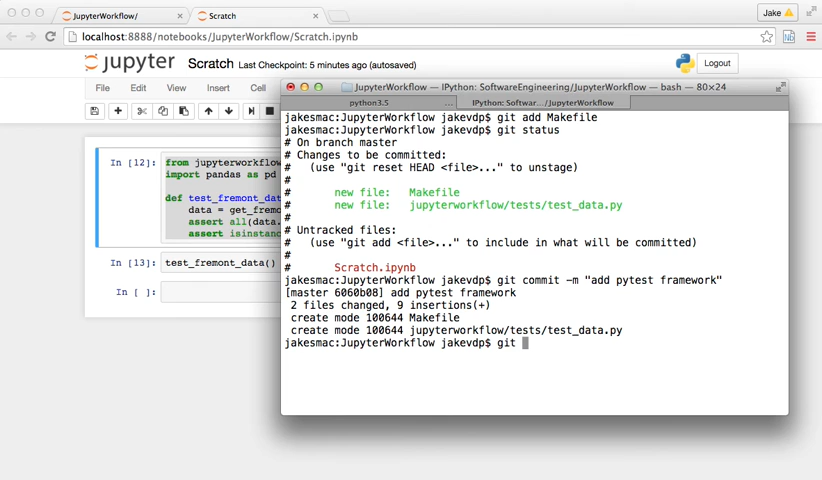 JupyterWorkflow/
Scratch
Jake
localhost:8888/notebooks/JupyterWorkflow/Scratch.ipynb
jupyter Scratch Last Checkpoint: 5 minutes ago (autosaved)
Logout
File Edit View Insert Cell
JupyterWorkflow — IPython: SoftwareEngineering/JupyterWorkflow — bash — 80×24
python3.5 ... IPython: Softwar.../JupyterWorkflow
In [12]: from jupyterworkflow
import pandas as pd
def test_fremont_dat
data = get_fremo
assert all(data.
assert isinstanc
In [13]: test_fremont_data()
In [ ]:
jakesmac:JupyterWorkflow jakevdp$ git add Makefile
jakesmac:JupyterWorkflow jakevdp$ git status
# On branch master
# Changes to be committed:
#   (use "git reset HEAD <file>..." to unstage)
#
#       new file:   Makefile
#       new file:   jupyterworkflow/tests/test_data.py
#
# Untracked files:
#   (use "git add <file>..." to include in what will be committed)
#
#       Scratch.ipynb
jakesmac:JupyterWorkflow jakevdp$ git commit -m "add pytest framework"
[master 6060b08] add pytest framework
2 files changed, 9 insertions(+)
create mode 100644 Makefile
create mode 100644 jupyterworkflow/tests/test_data.py
jakesmac:JupyterWorkflow jakevdp$ git